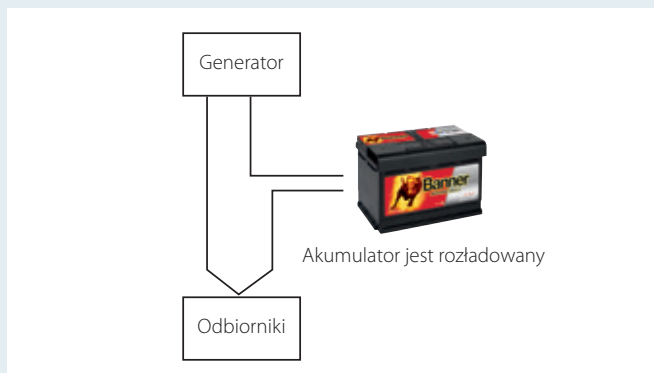 Generator
Banner
Akumulator jest rozładowany
Odbiorniki